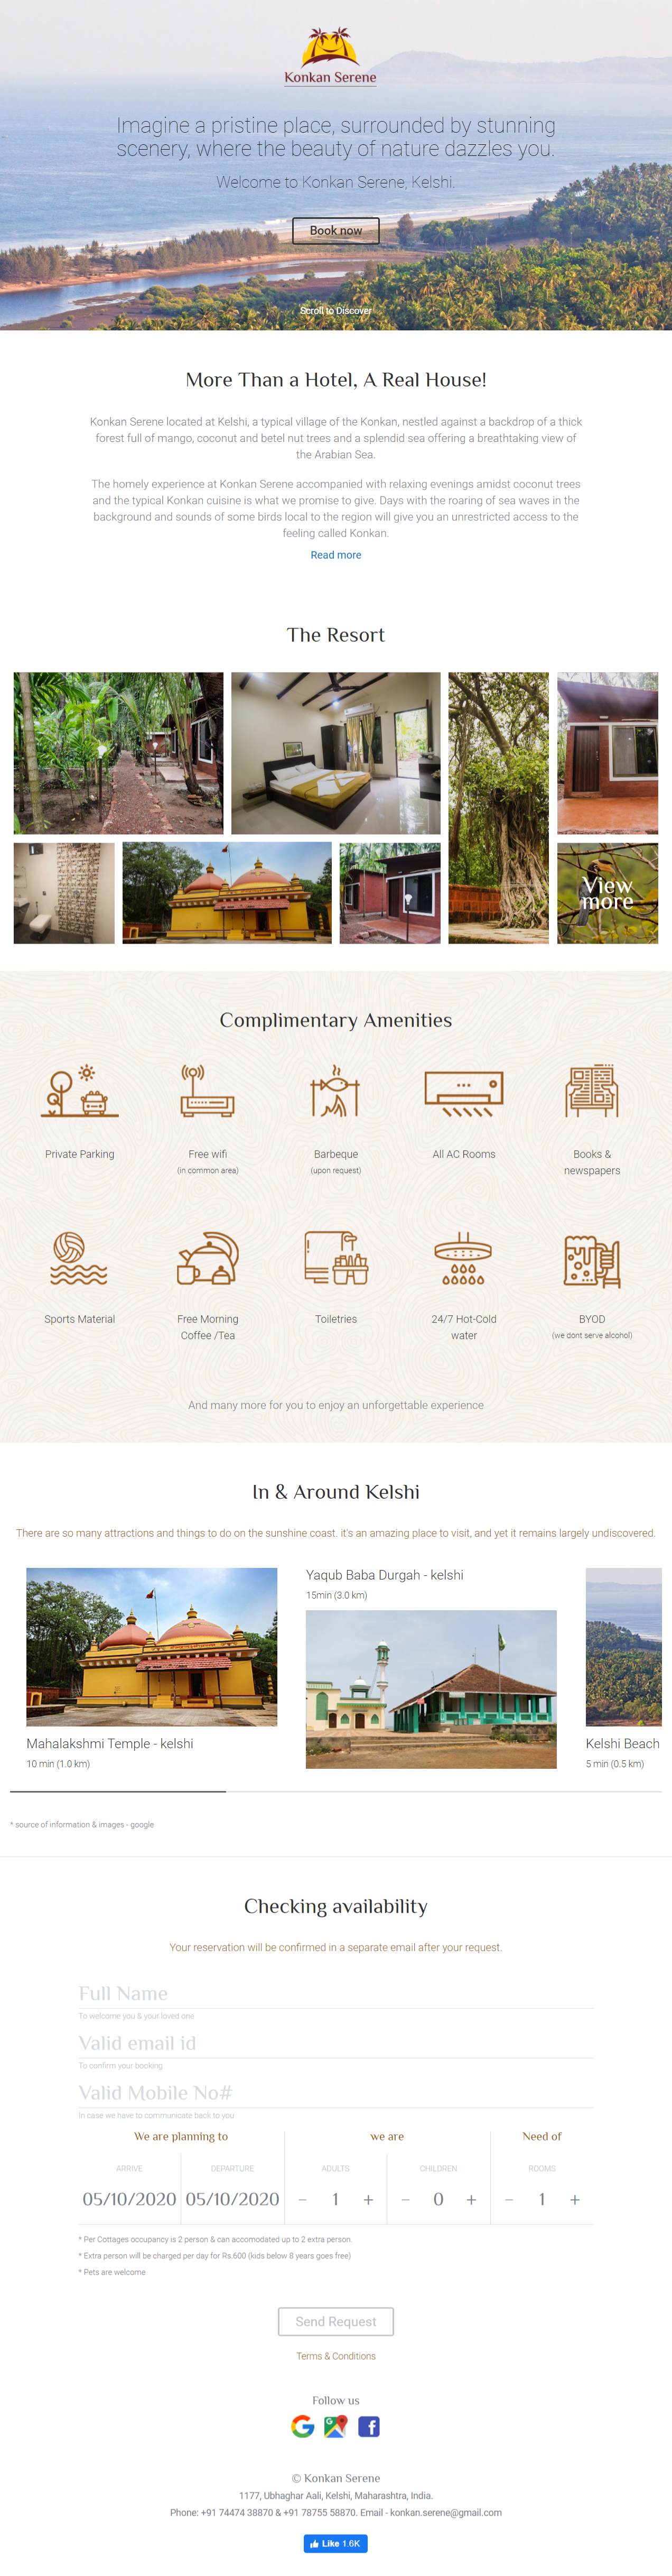 Konkan Serene
Imagine a pristine place, surrounded by stunning
scenery, where the beauty of nature dazzles you.
Welcome to Konkan Serene, Kelshi.
Book now
Scroll to Discover
More Than a Hotel, A Real House!
Konkan Serene located at Kelshi, a typical village of the Konkan, nestled against a backdrop of a thick
forest full of mango, coconut and betel nut trees and a splendid sea offering a breathtaking view of
the Arabian Sea.
The homely experience at Konkan Serene accompanied with relaxing evenings amidst coconut trees
and the typical Konkan cuisine is what we promise to give. Days with the roaring of sea waves in the
background and sounds of some birds local to the region will give you an unrestricted access to the
feeling called Konkan.
Read more
The Resort
View
more
Complimentary Amenities
Private Parking
Free wifi
(in common area)
Barbeque
(upon request)
All AC Rooms
Books &
newspapers
Sports Material
Free Morning
Coffee /Tea
Toiletries
24/7 Hot-Cold
water
BYOD
(we dont serve alcohol)
And many more for you to enjoy an unforgettable experience
In & Around Kelshi
There are so many attractions and things to do on the sunshine coast. it's an amazing place to visit, and yet it remains largely undiscovered.
Mahalakshmi Temple - kelshi
10 min (1.0 km)
Yaqub Baba Durgah - kelshi
15min (3.0 km)
Kelshi Beach
5 min (0.5 km)
* source of information & images - google
Checking availability
Your reservation will be confirmed in a separate email after your request.
Full Name
To welcome you & your loved one
Valid email id
To confirm your booking
Valid Mobile No#
In case we have to communicate back to you
We are planning to
we are
Need of
ARRIVE
DEPARTURE
ADULTS
CHILDREN
ROOMS
05/10/2020
05/10/2020
− 1 +
− 0 +
− 1 +
* Per Cottages occupancy is 2 person & can accomodated up to 2 extra person.
* Extra person will be charged per day for Rs.600 (kids below 8 years goes free)
* Pets are welcome
Send Request
Terms & Conditions
Follow us
© Konkan Serene
1177, Ubhaghar Aali, Kelshi, Maharashtra, India.
Phone: +91 74474 38870 & +91 78755 58870. Email - konkan.serene@gmail.com
Like 1.6K